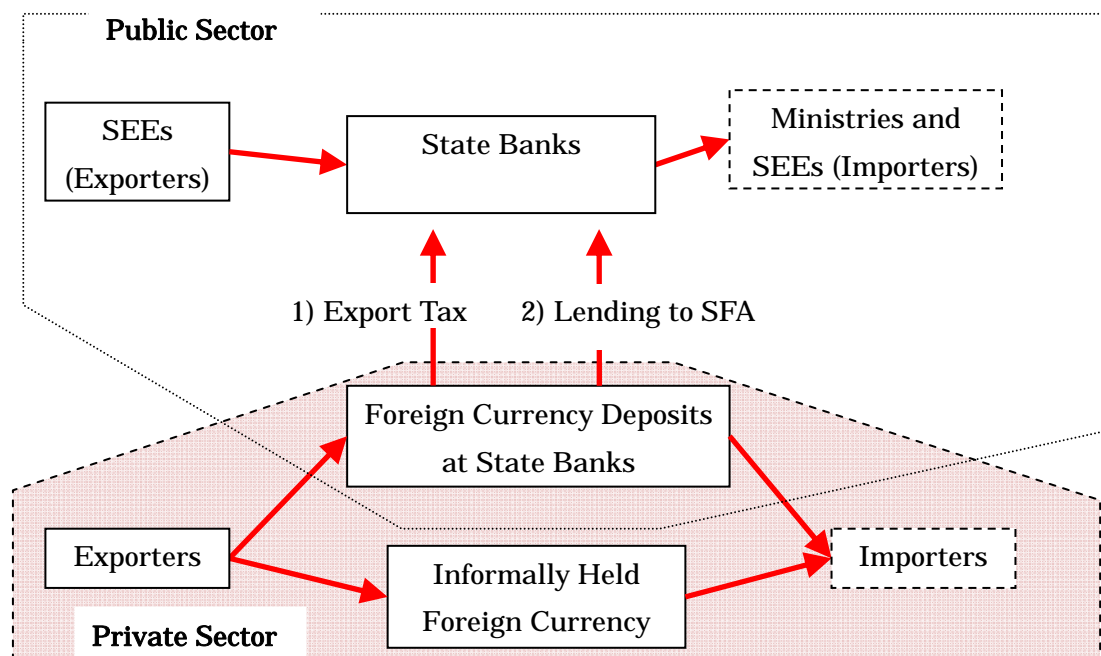 Public Sector
SEEs
(Exporters)
State Banks
Ministries and
SEEs (Importers)
1) Export Tax
2) Lending to SFA
Foreign Currency Deposits
at State Banks
Exporters
Importers
Informally Held
Foreign Currency
Private Sector